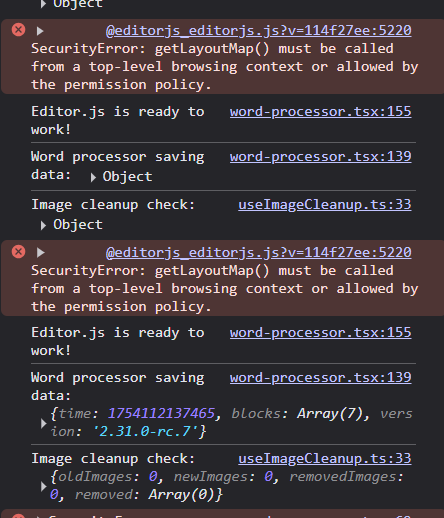 Object
@editorjs_editorjs.js?v=114f27ee:5220
SecurityError: getLayoutMap() must be called
from a top-level browsing context or allowed by
the permission policy.
Editor.js is ready to word-processor.tsx:155
work!
Word processor saving word-processor.tsx:139
data: Object
Image cleanup check: useImageCleanup.ts:33
Object
@editorjs_editorjs.js?v=114f27ee:5220
SecurityError: getLayoutMap() must be called
from a top-level browsing context or allowed by
the permission policy.
Editor.js is ready to word-processor.tsx:155
work!
Word processor saving word-processor.tsx:139
data:
{time: 1754112137465, blocks: Array(7), vers
ion: '2.31.0-rc.7'}
Image cleanup check: useImageCleanup.ts:33
{oldImages: 0, newImages: 0, removedImages:
0, removed: Array(0)}